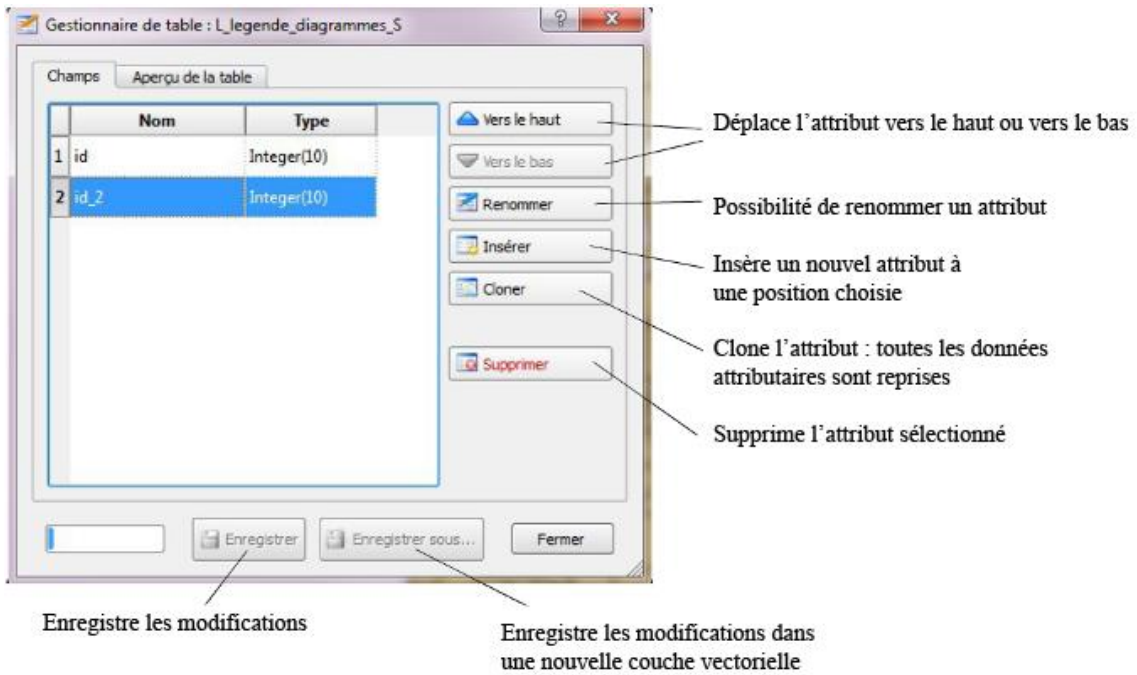 Gestionnaire de table : L_legende_diagrammes_S
Champs
Aperçu de la table
Nom Type
1 id Integer(10)
2 id_2 Integer(10)
Vers le haut
Vers le bas
Renommer
Insérer
Cloner
Supprimer
Déplace l’attribut vers le haut ou vers le bas
Possibilité de renommer un attribut
Insère un nouvel attribut à
une position choisie
Clone l’attribut : toutes les données
attributaires sont reprises
Supprime l’attribut sélectionné
Enregistrer
Enregistrer sous...
Fermer
Enregistre les modifications
Enregistre les modifications dans
une nouvelle couche vectorielle